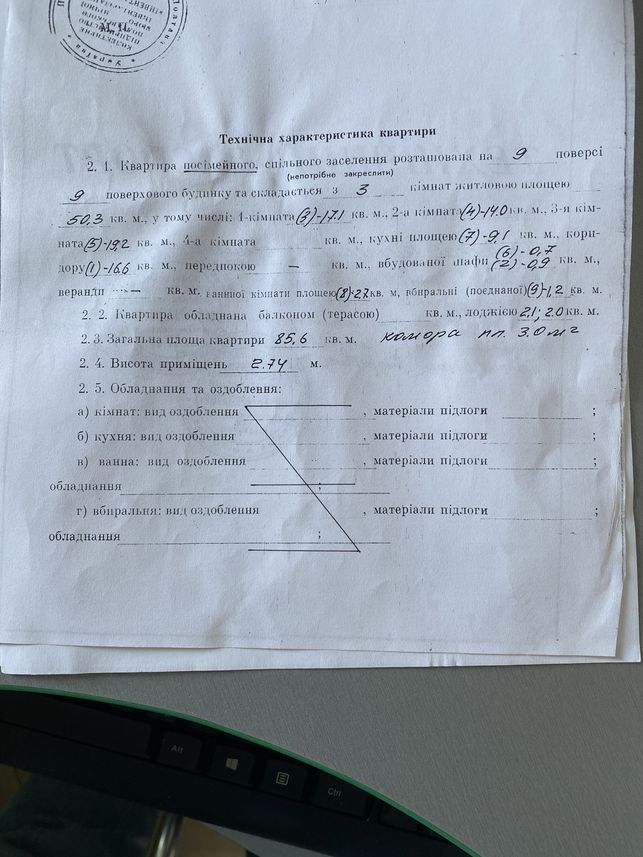 Україна
Технічна характеристика квартири
2. 1. Квартира посімейного, спільного заселення розташована на 9 поверсі
(непотрібне закреслити)
9 поверхового будинку та складається з 3 кімнат житловою площею
50,3 кв. м., у тому числі: 1-кімната (3)-17.1 кв. м., 2-а кімната (4)-14.0 кв. м., 3-я кім-
ната (5)-19,2 кв. м., 4-а кімната кв. м., кухні площею (7)-9,1 кв. м., кори-
(6)-0,7
дору (1)-16.6 кв. м., передпокою — кв. м., вбудованої шафи (2)-0,9 кв. м.,
веранди — кв. м. ванної кімнати площею (8)-2.7 кв. м, вбиральні (поєднаної) (9)-1,2 кв. м.
2. 2. Квартира обладнана балконом (терасою) кв. м., лоджією 2.1; 2.0 кв. м.
2. 3. Загальна площа квартири 85,6 кв. м. комора пл. 3.0 м2
2. 4. Висота приміщень 2.74 м.
2. 5. Обладнання та оздоблення:
а) кімнат: вид оздоблення , матеріали підлоги ;
б) кухня: вид оздоблення , матеріали підлоги ;
в) ванна: вид оздоблення , матеріали підлоги ;
обладнання ;
г) вбиральня: вид оздоблення , матеріали підлоги ;
обладнання ;
Alt
Ctrl